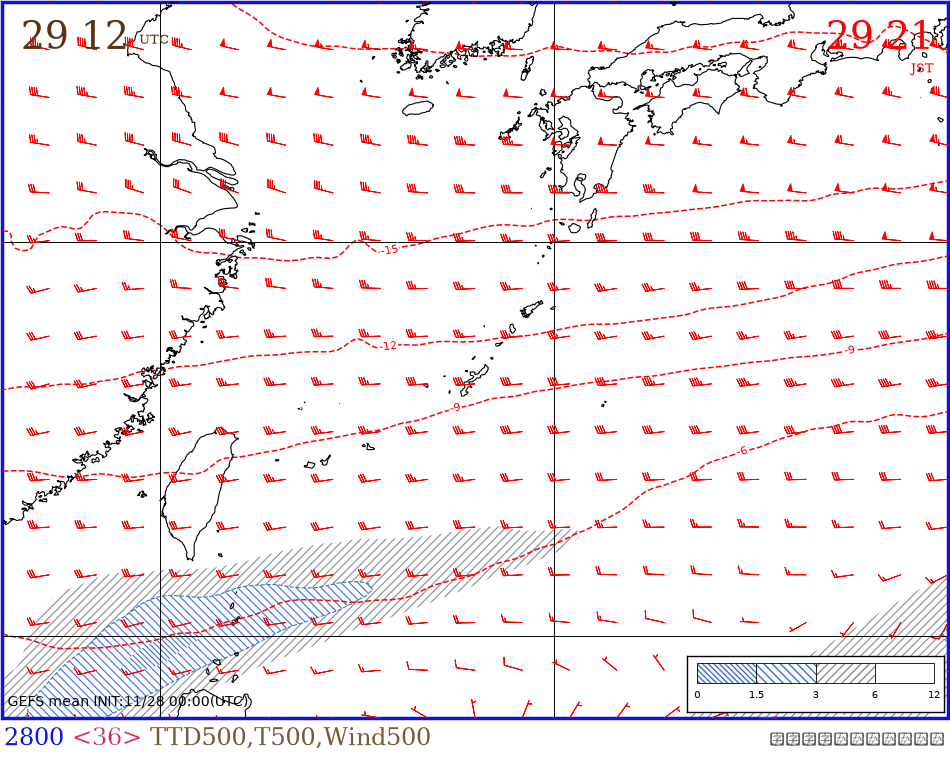 29 12 UTC
29 21 JST
-15
-12
-9
-9
-6
GEFS mean INIT:11/28 00:00(UTC)
0 1.5 3 6 12
2800 <36> TTD500,T500,Wind500